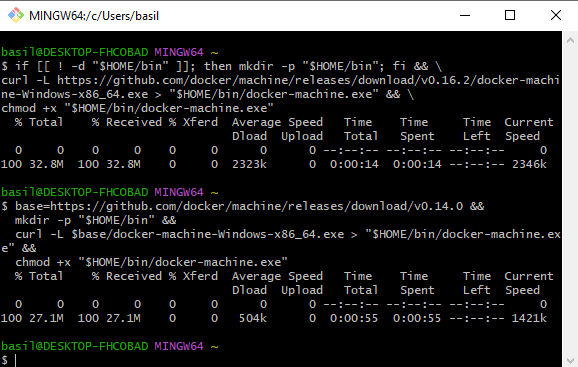 MINGW64:/c/Users/basil
basil@DESKTOP-FHCOBAD MINGW64 ~
$ if [[ ! -d "$HOME/bin" ]]; then mkdir -p "$HOME/bin"; fi && \
curl -L https://github.com/docker/machine/releases/download/v0.16.2/docker-machi
ne-Windows-x86_64.exe > "$HOME/bin/docker-machine.exe" && \
chmod +x "$HOME/bin/docker-machine.exe"
  % Total    % Received % Xferd  Average Speed   Time    Time     Time  Current
                                 Dload  Upload   Total   Spent    Left  Speed
  0     0    0     0    0     0      0      0 --:--:-- --:--:-- --:--:--     0
100 32.8M  100 32.8M    0     0  2323k      0  0:00:14  0:00:14 --:--:-- 2346k
basil@DESKTOP-FHCOBAD MINGW64 ~
$ base=https://github.com/docker/machine/releases/download/v0.14.0 &&
  mkdir -p "$HOME/bin" &&
  curl -L $base/docker-machine-Windows-x86_64.exe > "$HOME/bin/docker-machine.ex
e" &&
  chmod +x "$HOME/bin/docker-machine.exe"
  % Total    % Received % Xferd  Average Speed   Time    Time     Time  Current
                                 Dload  Upload   Total   Spent    Left  Speed
  0     0    0     0    0     0      0      0 --:--:-- --:--:-- --:--:--     0
100 27.1M  100 27.1M    0     0   504k      0  0:00:55  0:00:55 --:--:-- 1421k
basil@DESKTOP-FHCOBAD MINGW64 ~
$